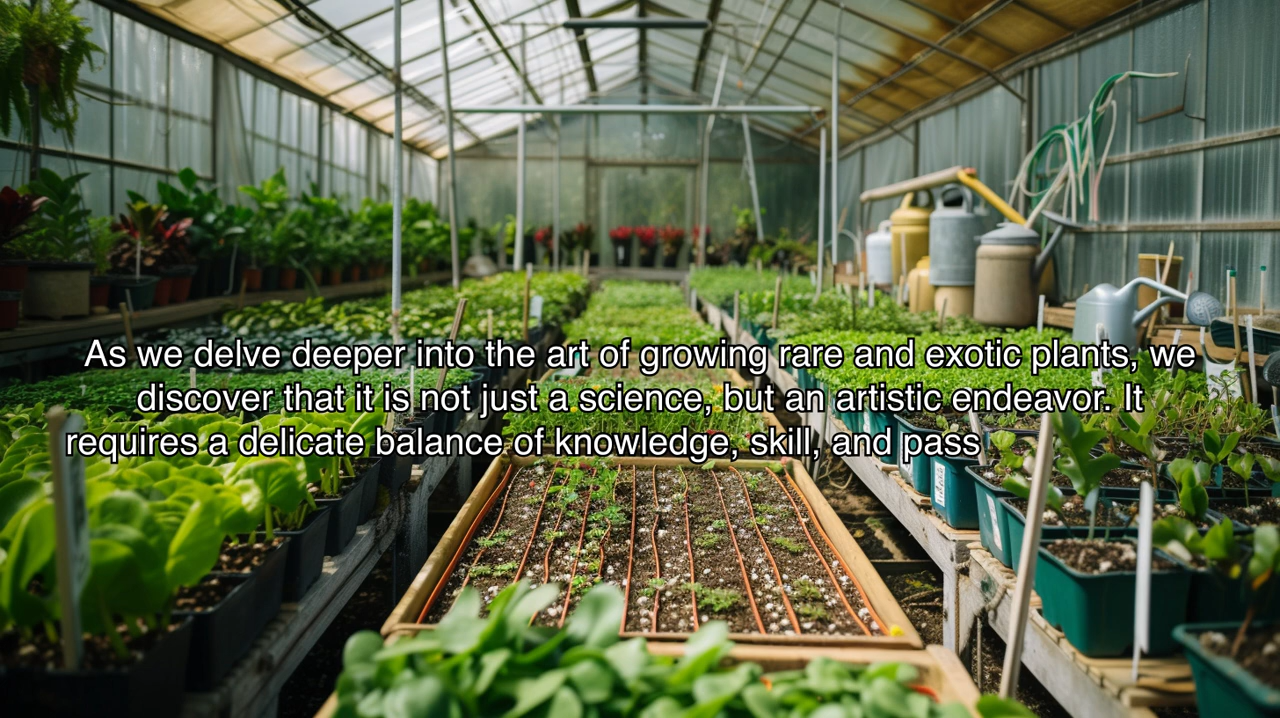 As we delve deeper into the art of growing rare and exotic plants, we
discover that it is not just a science, but an artistic endeavor. It
requires a delicate balance of knowledge, skill, and pass